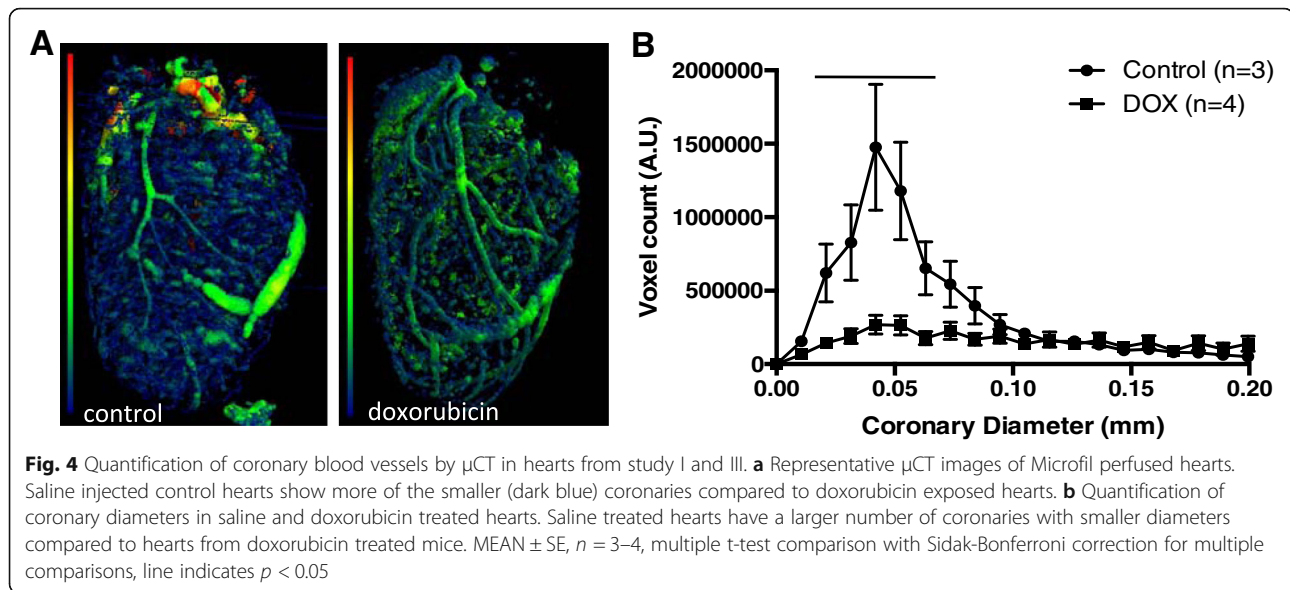 A
control
doxorubicin
B
Control (n=3)
DOX (n=4)
2000000
1500000
1000000
500000
0
0.00 0.05 0.10 0.15 0.20
Voxel count (A.U.)
Coronary Diameter (mm)
Fig. 4 Quantification of coronary blood vessels by μCT in hearts from study I and III. a Representative μCT images of Microfil perfused hearts.
Saline injected control hearts show more of the smaller (dark blue) coronaries compared to doxorubicin exposed hearts. b Quantification of
coronary diameters in saline and doxorubicin treated hearts. Saline treated hearts have a larger number of coronaries with smaller diameters
compared to hearts from doxorubicin treated mice. MEAN ± SE, n = 3–4, multiple t-test comparison with Sidak-Bonferroni correction for multiple
comparisons, line indicates p < 0.05